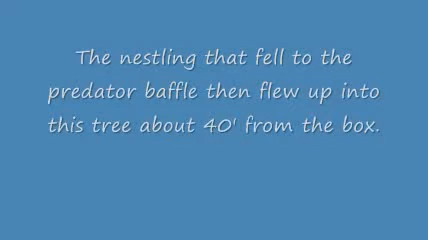 The nestling that fell to the
predator baffle then flew up into
this tree about 40' from the box.